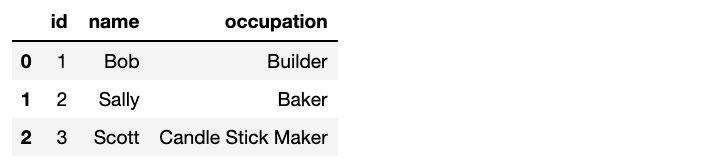 id name occupation
0 1 Bob Builder
1 2 Sally Baker
2 3 Scott Candle Stick Maker